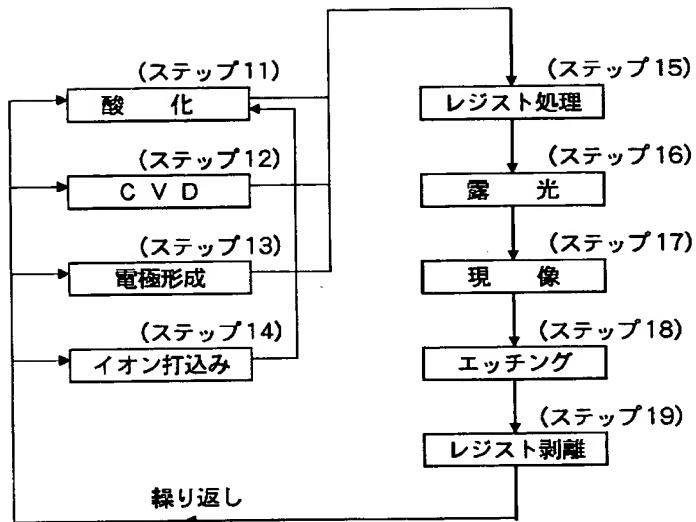 (ステップ11)
酸　　化
(ステップ12)
C V D
(ステップ13)
電極形成
(ステップ14)
イオン打込み
(ステップ15)
レジスト処理
(ステップ16)
露　　光
(ステップ17)
現　　像
(ステップ18)
エッチング
(ステップ19)
レジスト剥離
繰り返し